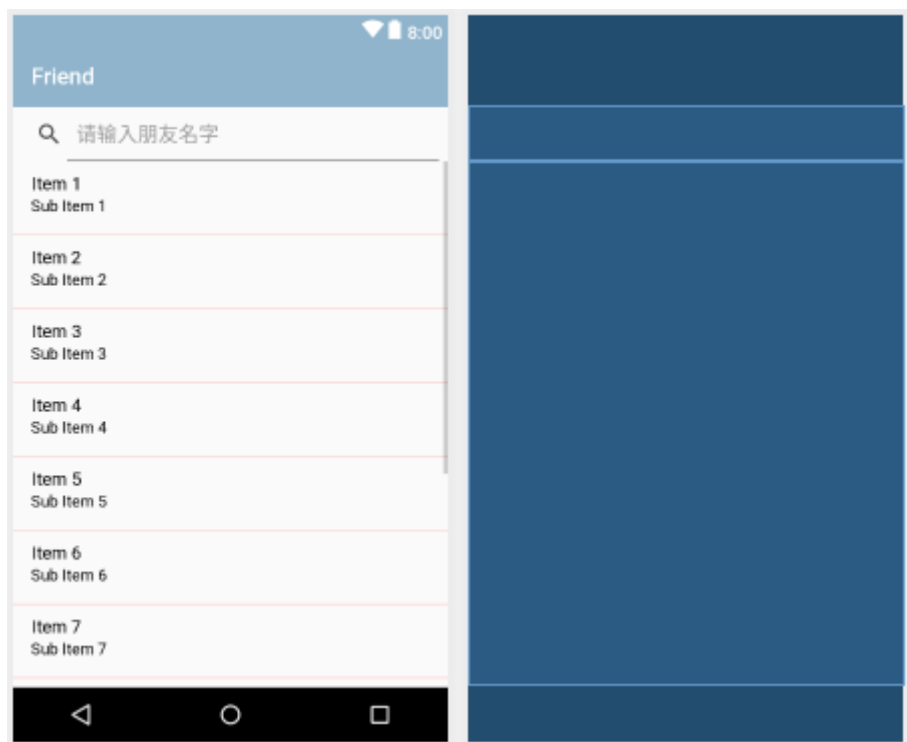 8:00
Friend
请输入朋友名字
Item 1
Sub Item 1
Item 2
Sub Item 2
Item 3
Sub Item 3
Item 4
Sub Item 4
Item 5
Sub Item 5
Item 6
Sub Item 6
Item 7
Sub Item 7